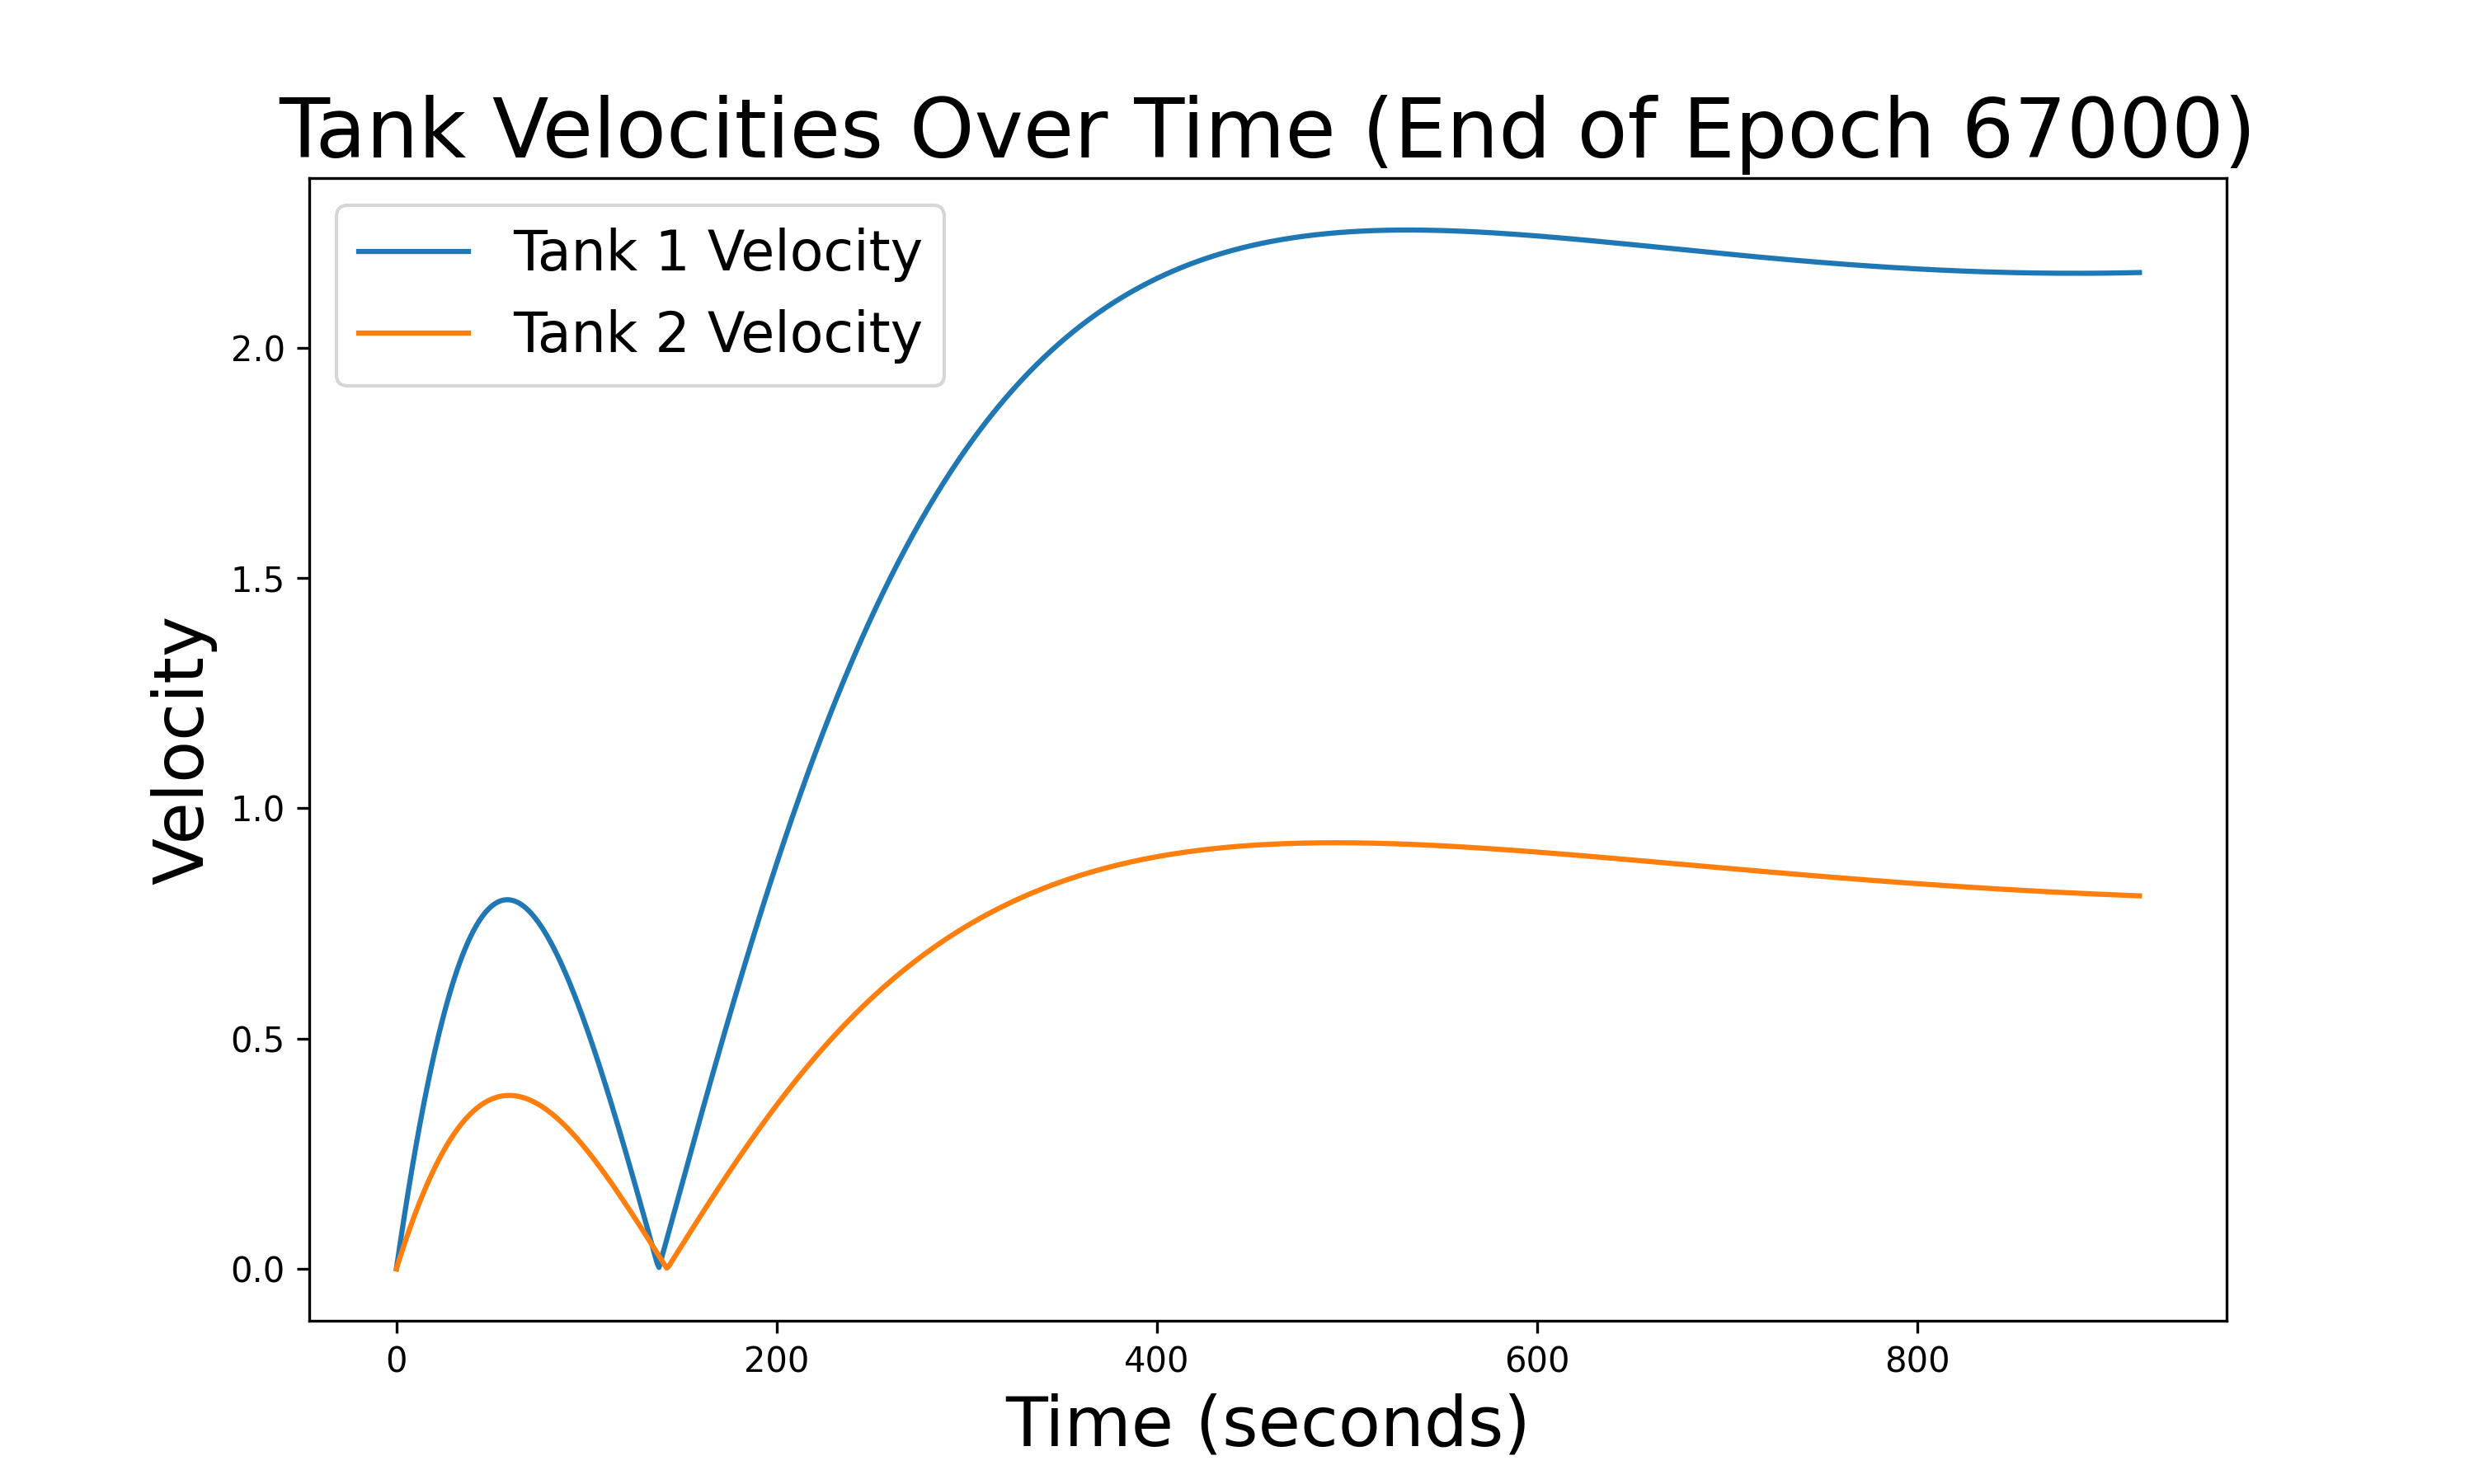 Tank Velocities Over Time (End of Epoch 67000)
Tank 1 Velocity
Tank 2 Velocity
Velocity
2.0
1.5
1.0
0.5
0.0
0 200 400 600 800
Time (seconds)